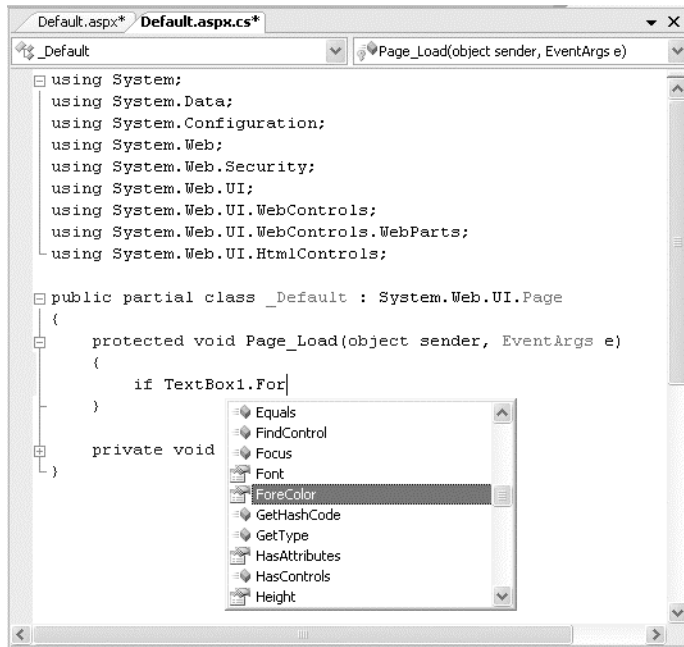 Default.aspx* Default.aspx.cs*
_Default Page_Load(object sender, EventArgs e)
using System;
using System.Data;
using System.Configuration;
using System.Web;
using System.Web.Security;
using System.Web.UI;
using System.Web.UI.WebControls;
using System.Web.UI.WebControls.WebParts;
using System.Web.UI.HtmlControls;
public partial class _Default : System.Web.UI.Page
{
protected void Page_Load(object sender, EventArgs e)
{
if TextBox1.For
}
private void
}
Equals
FindControl
Focus
Font
ForeColor
GetHashCode
GetType
HasAttributes
HasControls
Height